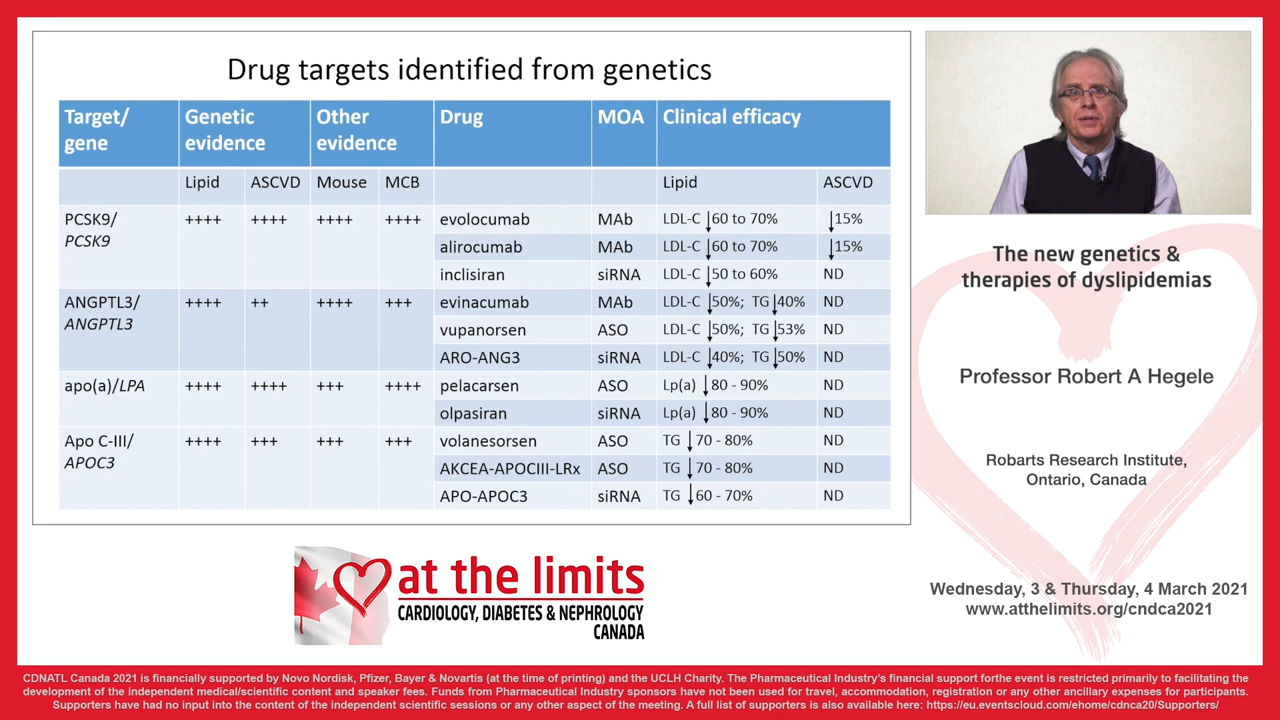 Drug targets identified from genetics
Target/ gene Genetic evidence Other evidence Drug MOA Clinical efficacy
Lipid ASCVD Mouse MCB Lipid ASCVD
PCSK9/ PCSK9 ++++ ++++ ++++ ++++ evolocumab MAb LDL-C ↓60 to 70% ↓15%
alirocumab MAb LDL-C ↓60 to 70% ↓15%
inclisiran siRNA LDL-C ↓50 to 60% ND
ANGPTL3/ ANGPTL3 ++++ ++ ++++ +++ evinacumab MAb LDL-C ↓50%; TG ↓40% ND
vupanorsen ASO LDL-C ↓50%; TG ↓53% ND
ARO-ANG3 siRNA LDL-C ↓40%; TG ↓50% ND
apo(a)/LPA ++++ ++++ +++ ++++ pelacarsen ASO Lp(a) ↓80 - 90% ND
olpasiran siRNA Lp(a) ↓80 - 90% ND
Apo C-III/ APOC3 ++++ +++ +++ +++ volanesorsen ASO TG ↓70 - 80% ND
AKCEA-APOCIII-LRx ASO TG ↓70 - 80% ND
APO-APOC3 siRNA TG ↓60 - 70% ND
The new genetics &
therapies of dyslipidemias
Professor Robert A Hegele
Robarts Research Institute,
Ontario, Canada
Wednesday, 3 & Thursday, 4 March 2021
www.atthelimits.org/cndca2021
at the limits
CARDIOLOGY, DIABETES & NEPHROLOGY
CANADA
CDNATL Canada 2021 is financially supported by Novo Nordisk, Pfizer, Bayer & Novartis (at the time of printing) and the UCLH Charity. The Pharmaceutical Industry's financial support forthe event is restricted primarily to facilitating the
development of the independent medical/scientific content and speaker fees. Funds from Pharmaceutical Industry sponsors have not been used for travel, accommodation, registration or any other ancillary expenses for participants.
Supporters have had no input into the content of the independent scientific sessions or any other aspect of the meeting. A full list of supporters is also available here: https://eu.eventscloud.com/ehome/cdnca20/Supporters/